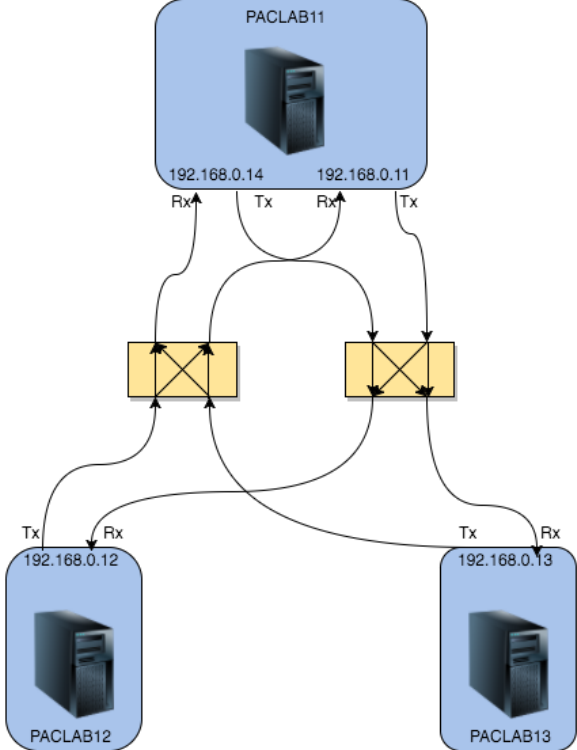 PACLAB11
192.168.0.14 192.168.0.11
Rx Tx Rx Tx
Tx Rx Tx Rx
192.168.0.12 192.168.0.13
PACLAB12 PACLAB13